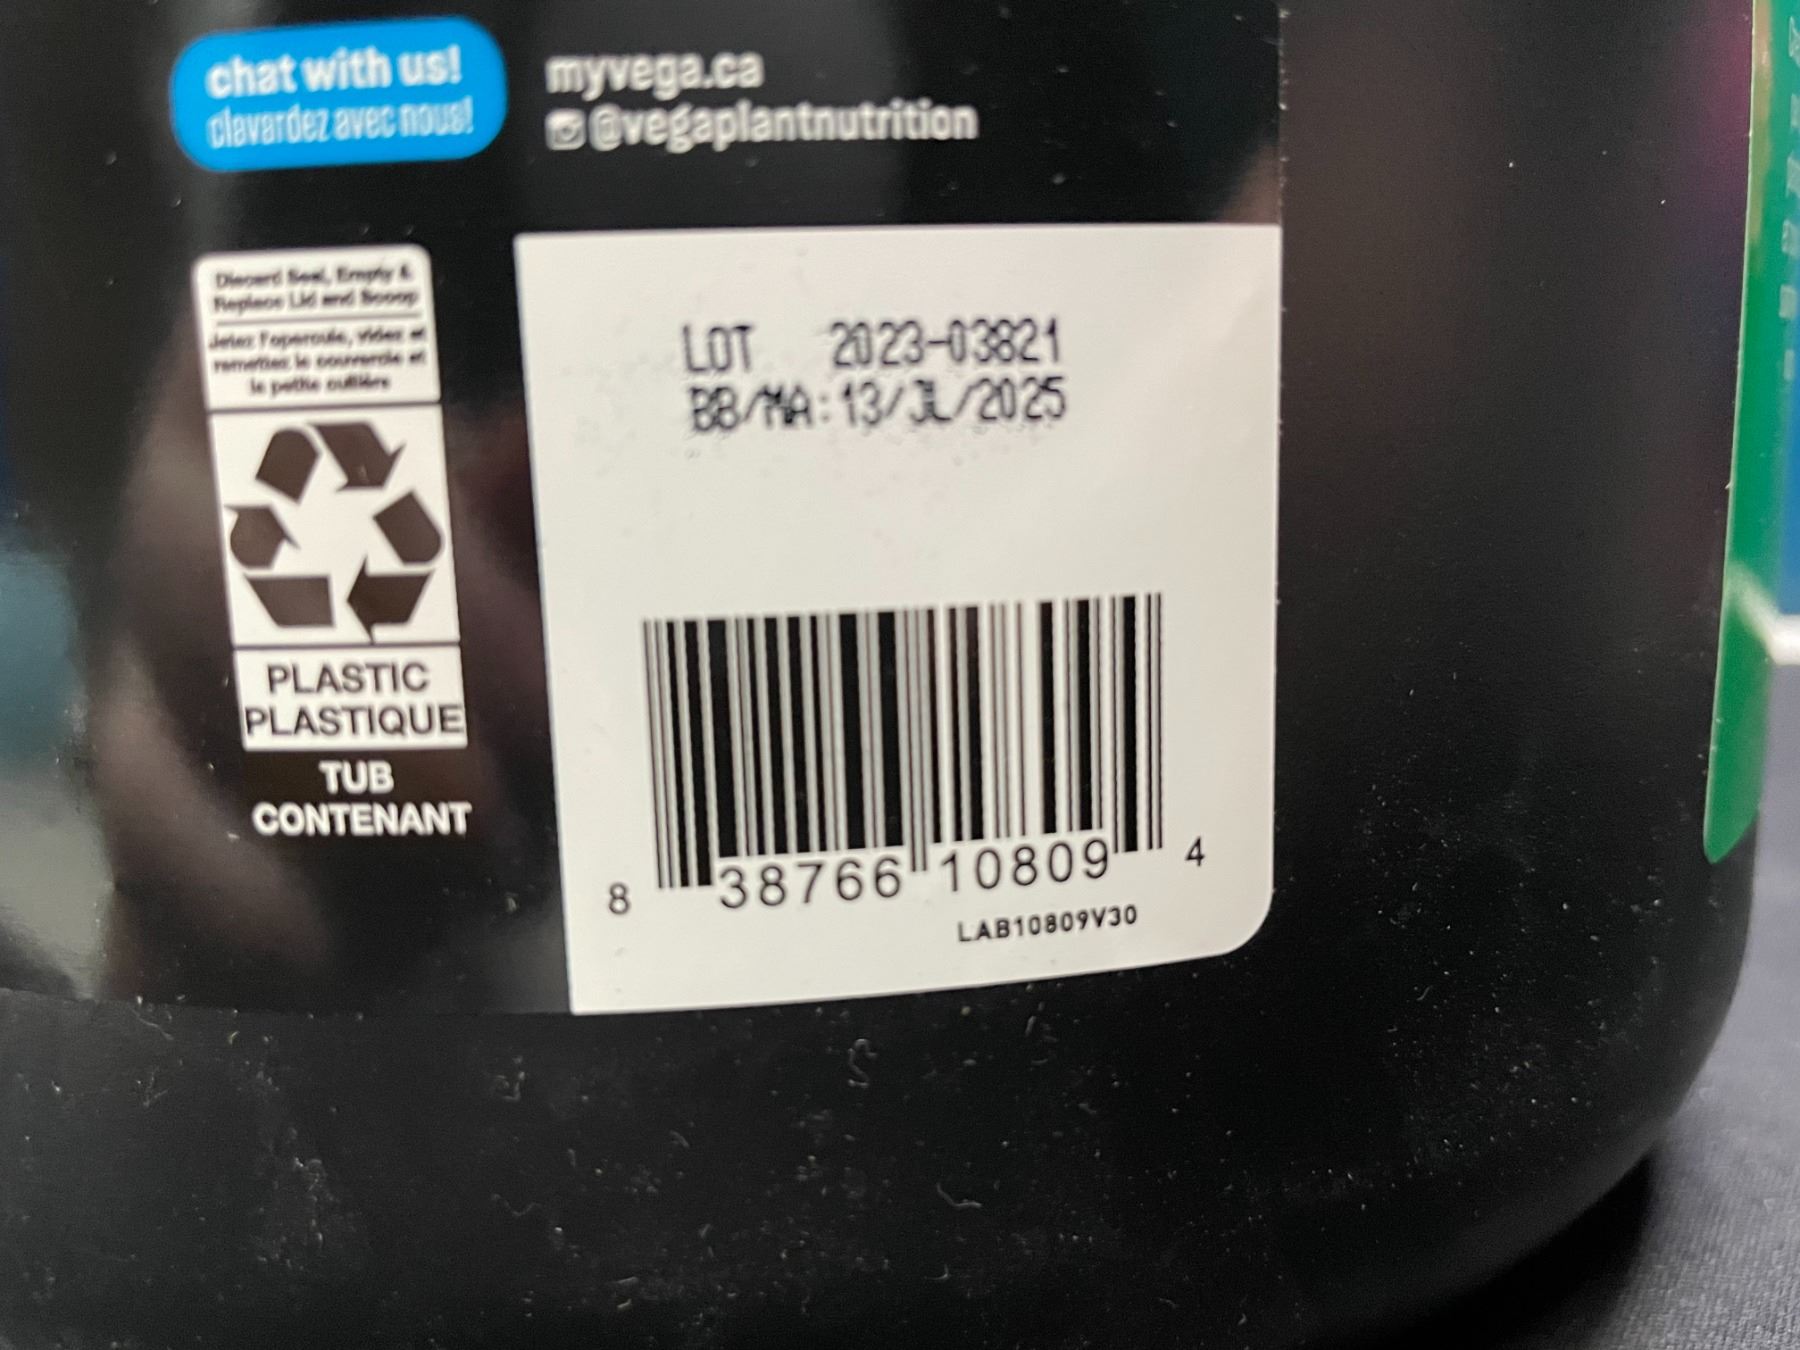 chat with us!
clavardez avec nous!
myvega.ca
@vegaplantnutrition
Discard Seal, Empty &
Replace Lid and Scoop
Jetez l'opercule, videz et
remettez le couvercle et
la petite cuillère
PLASTIC
PLASTIQUE
TUB
CONTENANT
LOT 2023-03821
BB/MA:13/JL/2025
8 38766 10809 4
LAB10809V30